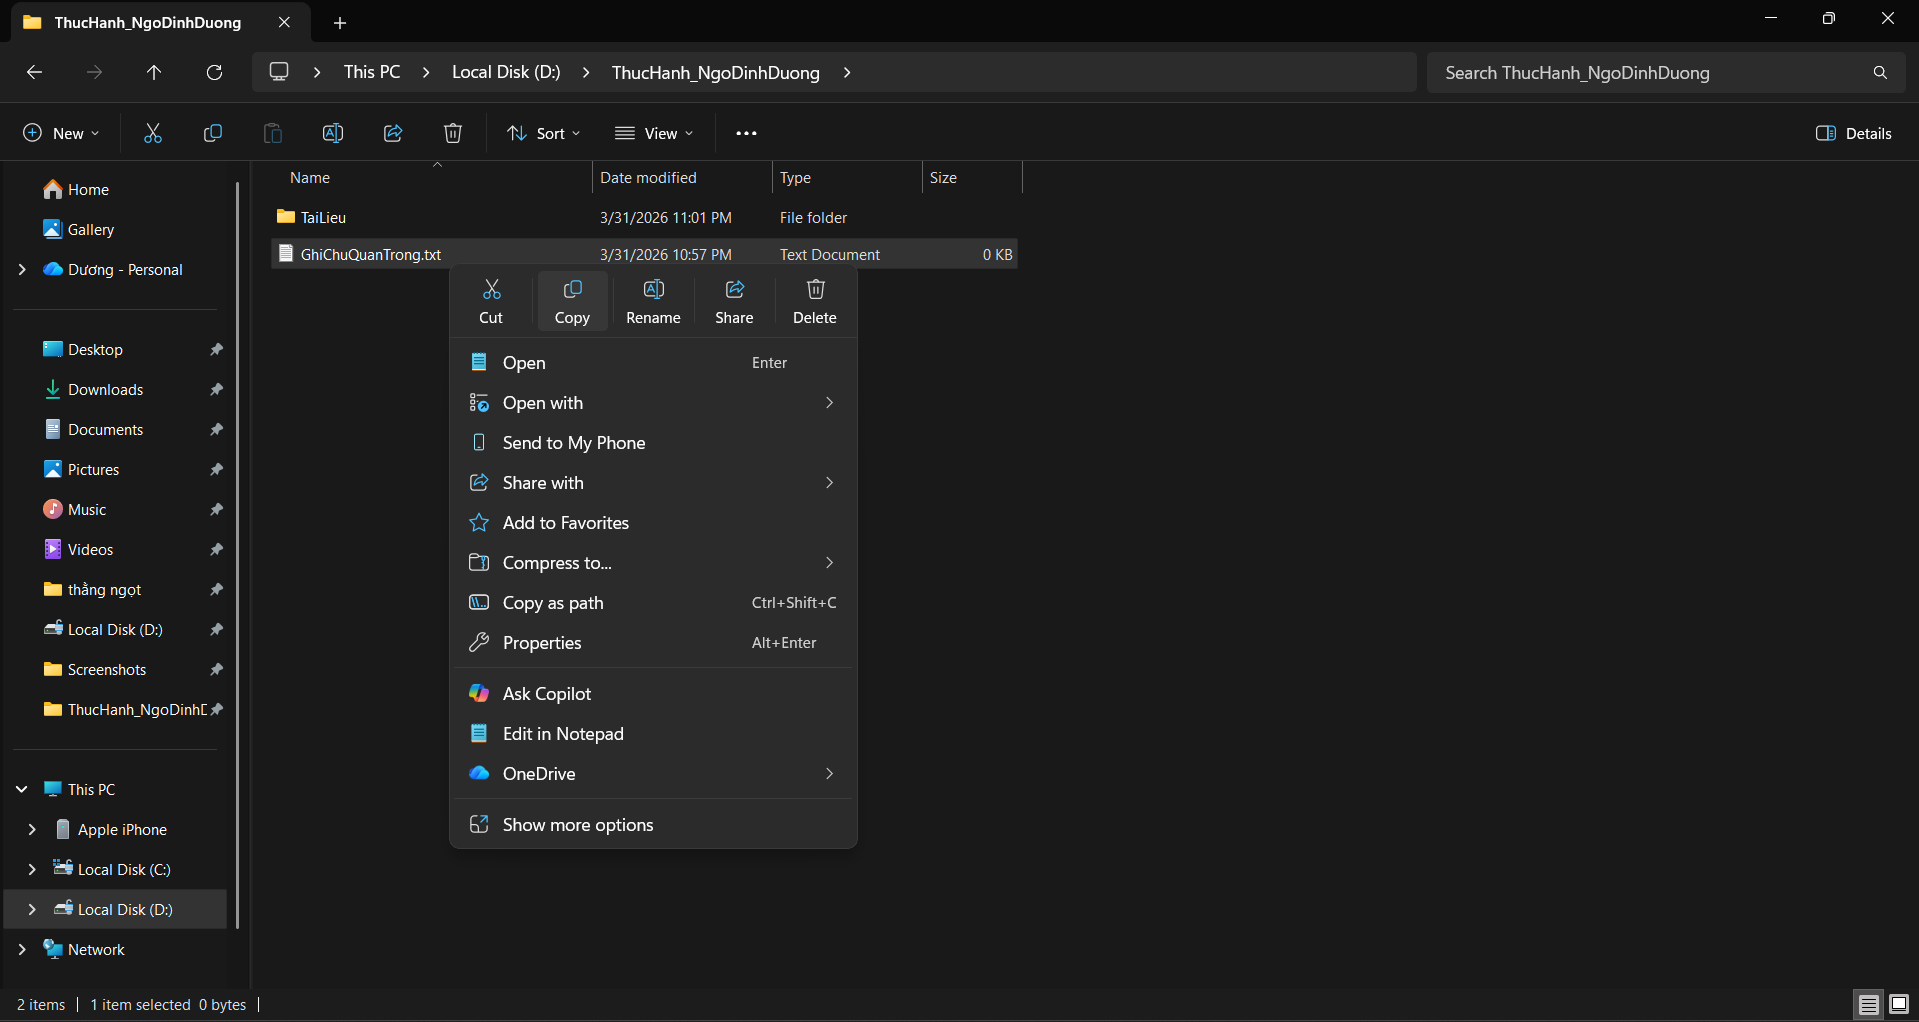 ThucHanh_NgoDinhDuong
This PC > Local Disk (D:) > ThucHanh_NgoDinhDuong >
Search ThucHanh_NgoDinhDuong
New
Sort
View
Details
Name
Date modified
Type
Size
TaiLieu 3/31/2026 11:01 PM File folder
GhiChuQuanTrong.txt 3/31/2026 10:57 PM Text Document 0 KB
Home
Gallery
Dương - Personal
Desktop
Downloads
Documents
Pictures
Music
Videos
thằng ngọt
Local Disk (D:)
Screenshots
ThucHanh_NgoDinhD
This PC
Apple iPhone
Local Disk (C:)
Local Disk (D:)
Network
Cut
Copy
Rename
Share
Delete
Open Enter
Open with
Send to My Phone
Share with
Add to Favorites
Compress to...
Copy as path Ctrl+Shift+C
Properties Alt+Enter
Ask Copilot
Edit in Notepad
OneDrive
Show more options
2 items | 1 item selected 0 bytes |